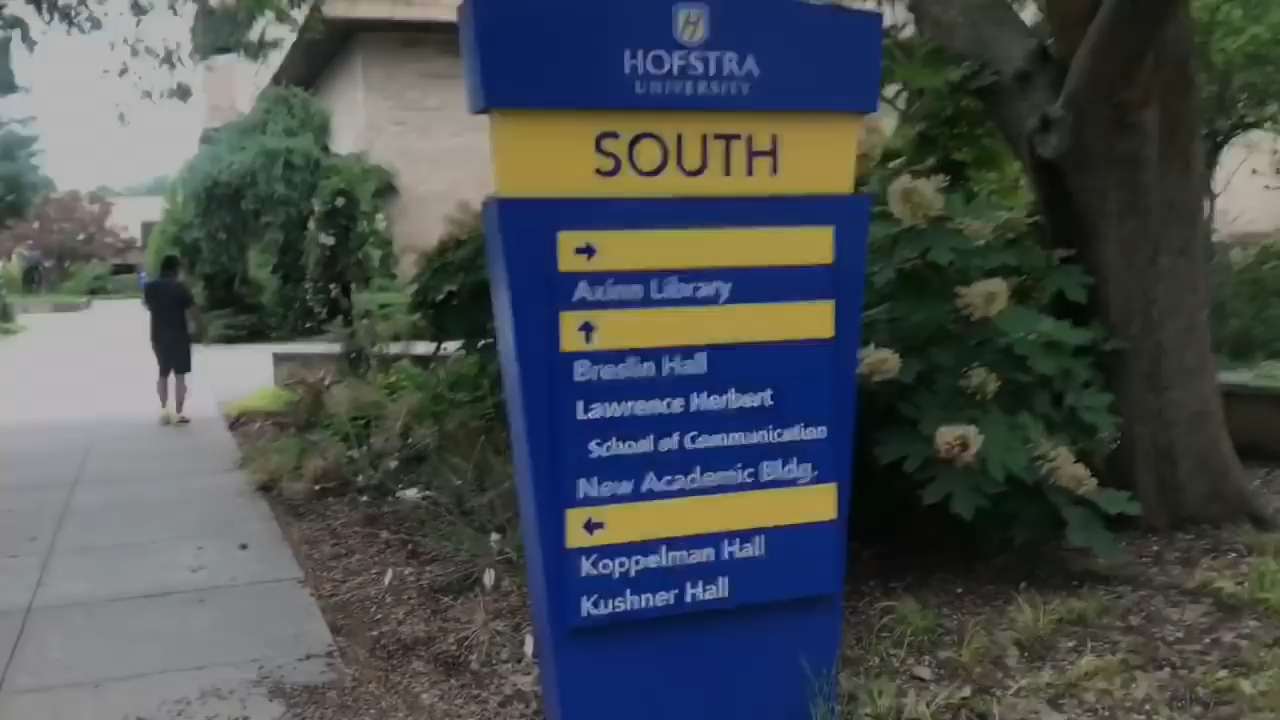 H
HOFSTRA
UNIVERSITY
SOUTH
→
Axinn Library
↑
Breslin Hall
Lawrence Herbert
School of Communication
New Academic Bldg.
←
Koppelman Hall
Kushner Hall